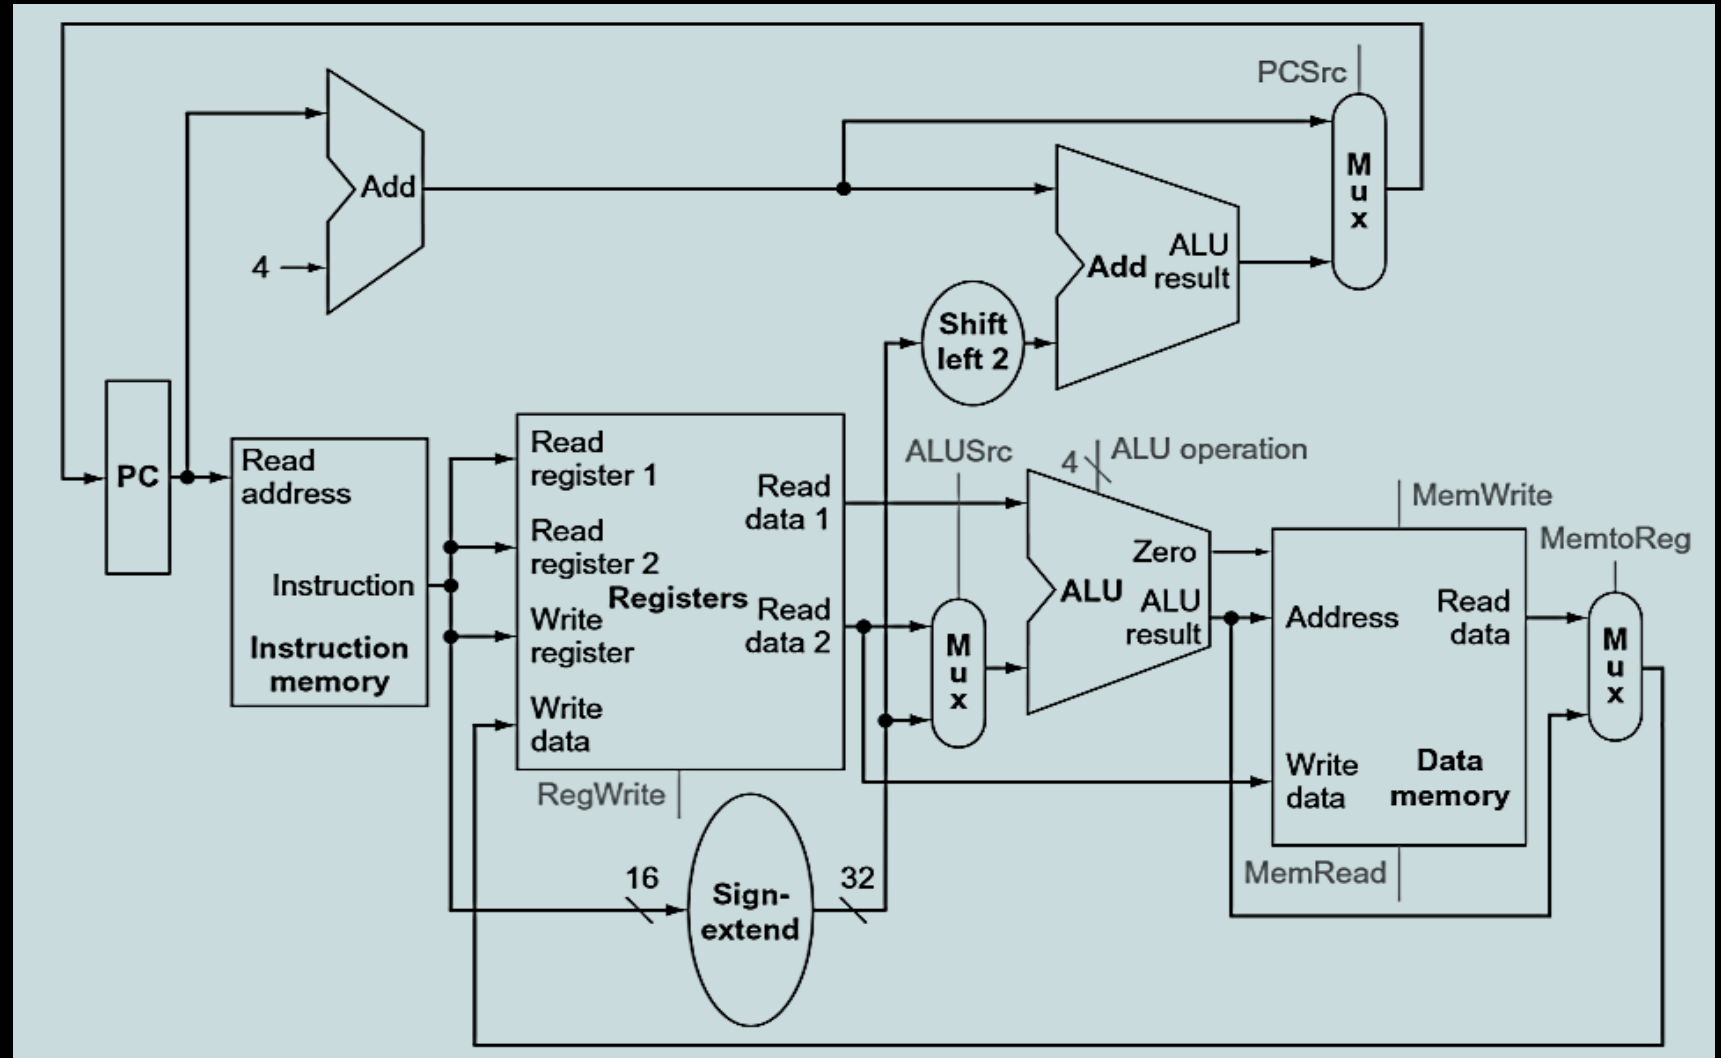 PCSrc
M
u
x
Add
4
Add
ALU
result
Shift
left 2
PC
Read
address
Instruction
Instruction
memory
Read
register 1
Read
register 2
Registers
Write
register
Write
data
Read
data 1
Read
data 2
RegWrite
16
Sign-
extend
32
ALUSrc
M
u
x
4
ALU operation
Zero
ALU
ALU
result
MemWrite
Address
Read
data
Write
data
Data
memory
MemRead
MemtoReg
M
u
x